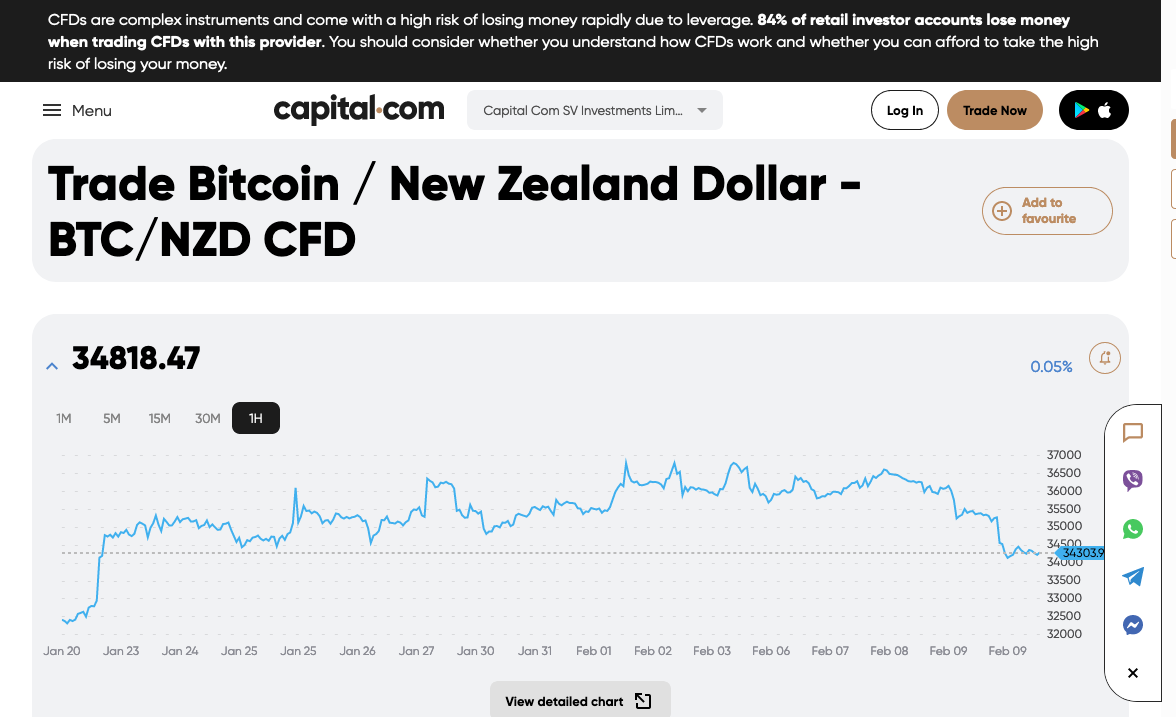 CFDs are complex instruments and come with a high risk of losing money rapidly due to leverage. 84% of retail investor accounts lose money
when trading CFDs with this provider. You should consider whether you understand how CFDs work and whether you can afford to take the high
risk of losing your money.
Menu
capital.com
Capital Com SV Investments Lim...
Log In
Trade Now
Trade Bitcoin / New Zealand Dollar -
BTC/NZD CFD
Add to
favourite
34818.47
0.05%
1M 5M 15M 30M 1H
37000
36500
36000
35500
35000
34500
34303.9
34000
33500
33000
32500
32000
Jan 20 Jan 23 Jan 24 Jan 25 Jan 25 Jan 26 Jan 27 Jan 30 Jan 31 Feb 01 Feb 02 Feb 03 Feb 06 Feb 07 Feb 08 Feb 09 Feb 09
View detailed chart